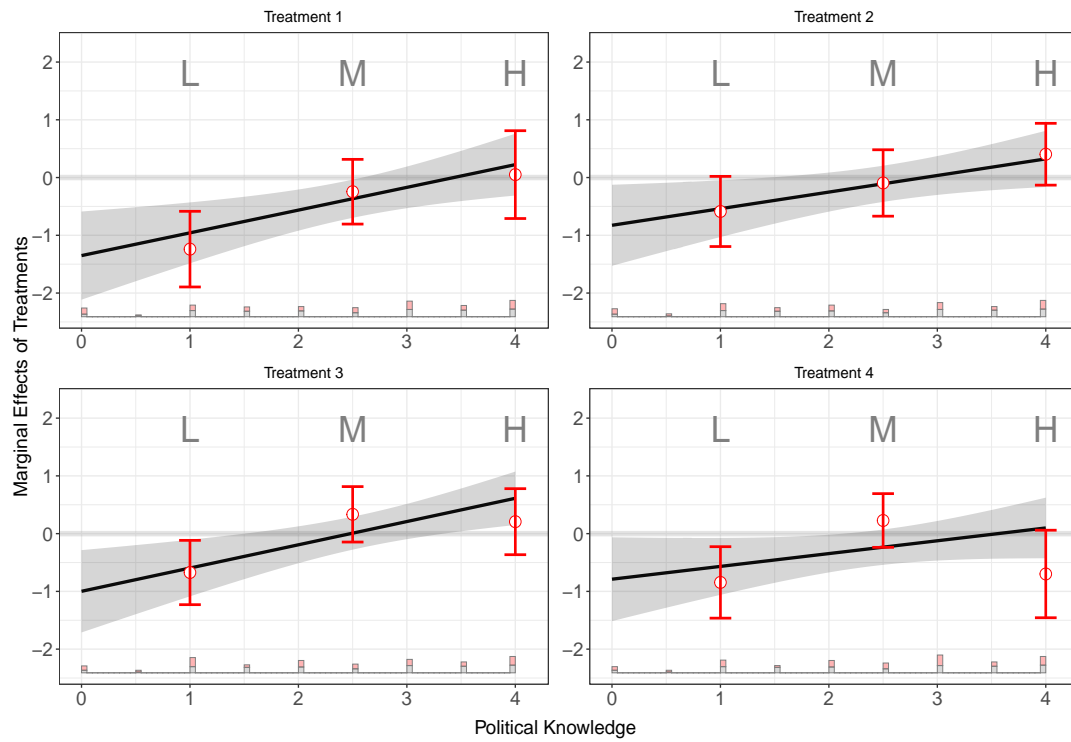 Treatment 1
Treatment 2
L M H
L M H
2
1
0
−1
−2
2
1
0
−1
−2
0 1 2 3 4
0 1 2 3 4
Treatment 3
Treatment 4
L M H
L M H
2
1
0
−1
−2
2
1
0
−1
−2
0 1 2 3 4
0 1 2 3 4
Marginal Effects of Treatments
Political Knowledge